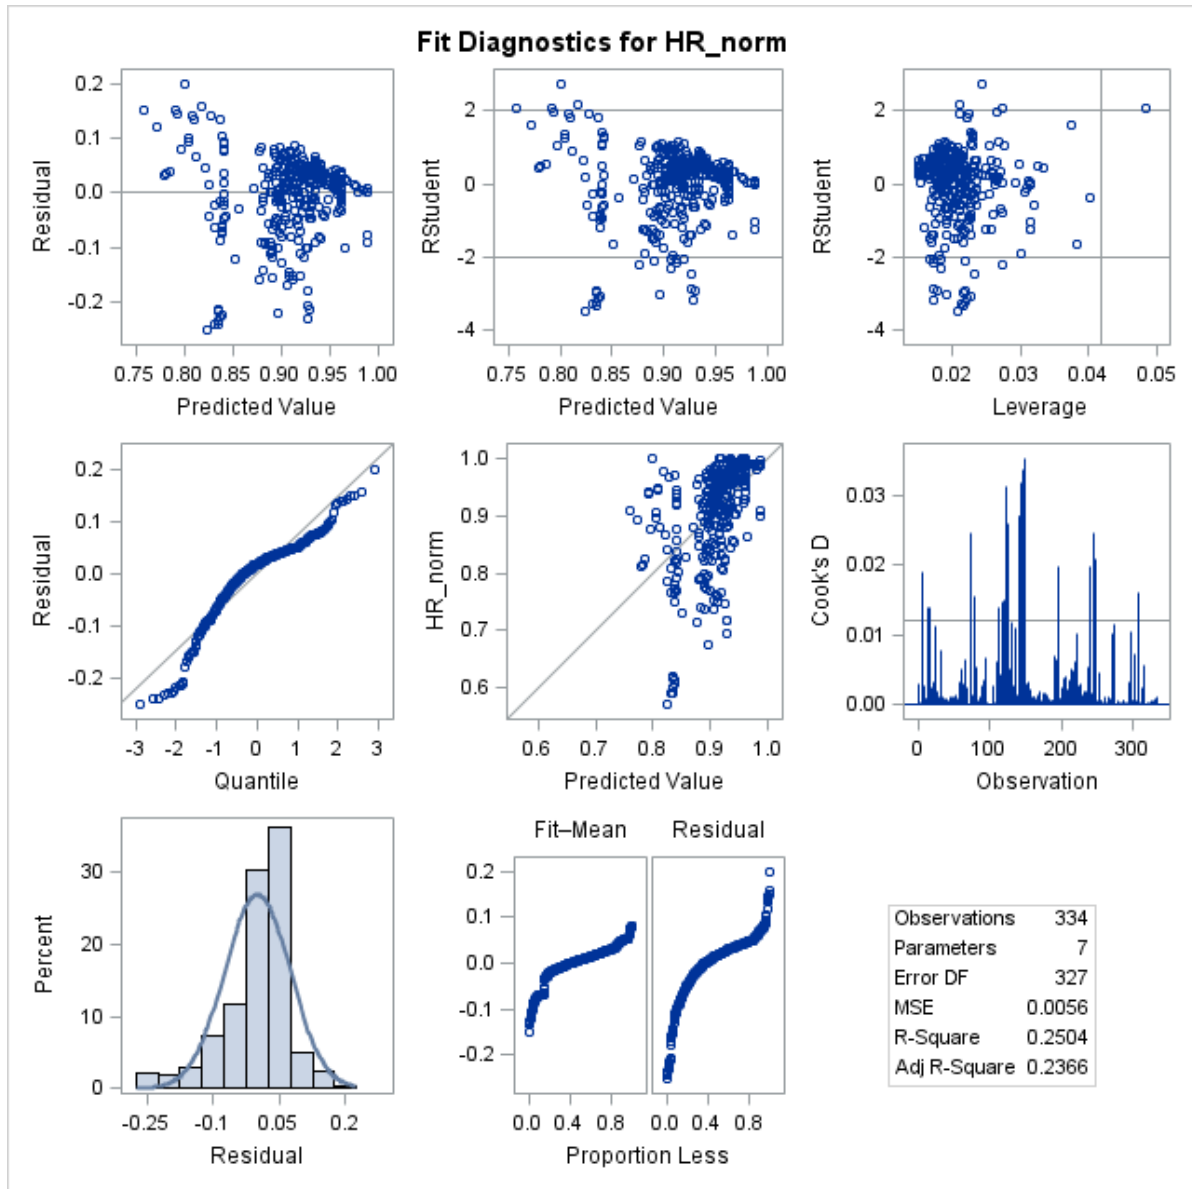 Fit Diagnostics for HR_norm
0.2
0.1
0.0
-0.1
-0.2
Residual
0.75 0.80 0.85 0.90 0.95 1.00
Predicted Value
2
0
-2
-4
RStudent
0.75 0.80 0.85 0.90 0.95 1.00
Predicted Value
2
0
-2
-4
RStudent
0.02 0.03 0.04 0.05
Leverage
0.2
0.1
0.0
-0.1
-0.2
Residual
-3 -2 -1 0 1 2 3
Quantile
1.0
0.9
0.8
0.7
0.6
HR_norm
0.6 0.7 0.8 0.9 1.0
Predicted Value
0.03
0.02
0.01
0.00
Cook's D
0 100 200 300
Observation
30
20
10
0
Percent
-0.25 -0.1 0.05 0.2
Residual
Fit–Mean Residual
0.2
0.1
0.0
-0.1
-0.2
0.0 0.4 0.8 0.0 0.4 0.8
Proportion Less
Observations 334
Parameters 7
Error DF 327
MSE 0.0056
R-Square 0.2504
Adj R-Square 0.2366